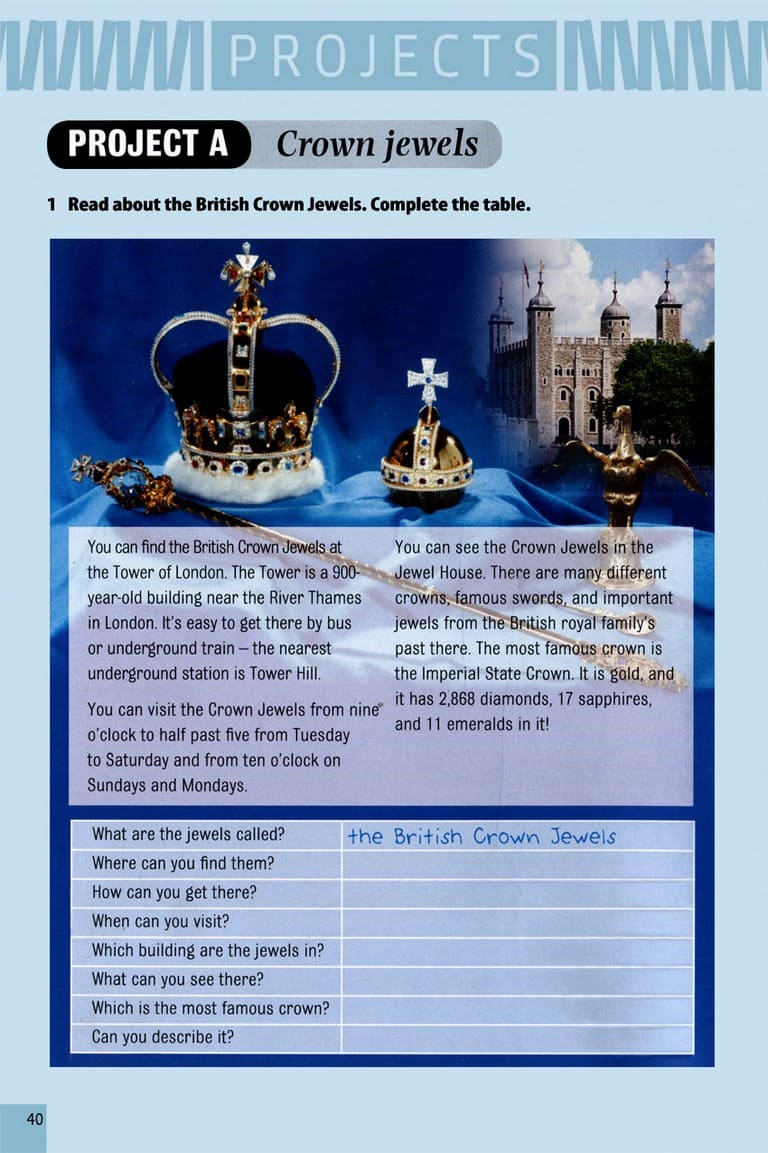 PROJECTS
PROJECT A Crown jewels
1 Read about the British Crown Jewels. Complete the table.
You can find the British Crown Jewels at
the Tower of London. The Tower is a 900-
year-old building near the River Thames
in London. It's easy to get there by bus
or underground train – the nearest
underground station is Tower Hill.
You can visit the Crown Jewels from nine
o'clock to half past five from Tuesday
to Saturday and from ten o'clock on
Sundays and Mondays.
You can see the Crown Jewels in the
Jewel House. There are many different
crowns, famous swords, and important
jewels from the British royal family's
past there. The most famous crown is
the Imperial State Crown. It is gold, and
it has 2,868 diamonds, 17 sapphires,
and 11 emeralds in it!
What are the jewels called? the British Crown Jewels
Where can you find them?
How can you get there?
When can you visit?
Which building are the jewels in?
What can you see there?
Which is the most famous crown?
Can you describe it?
40